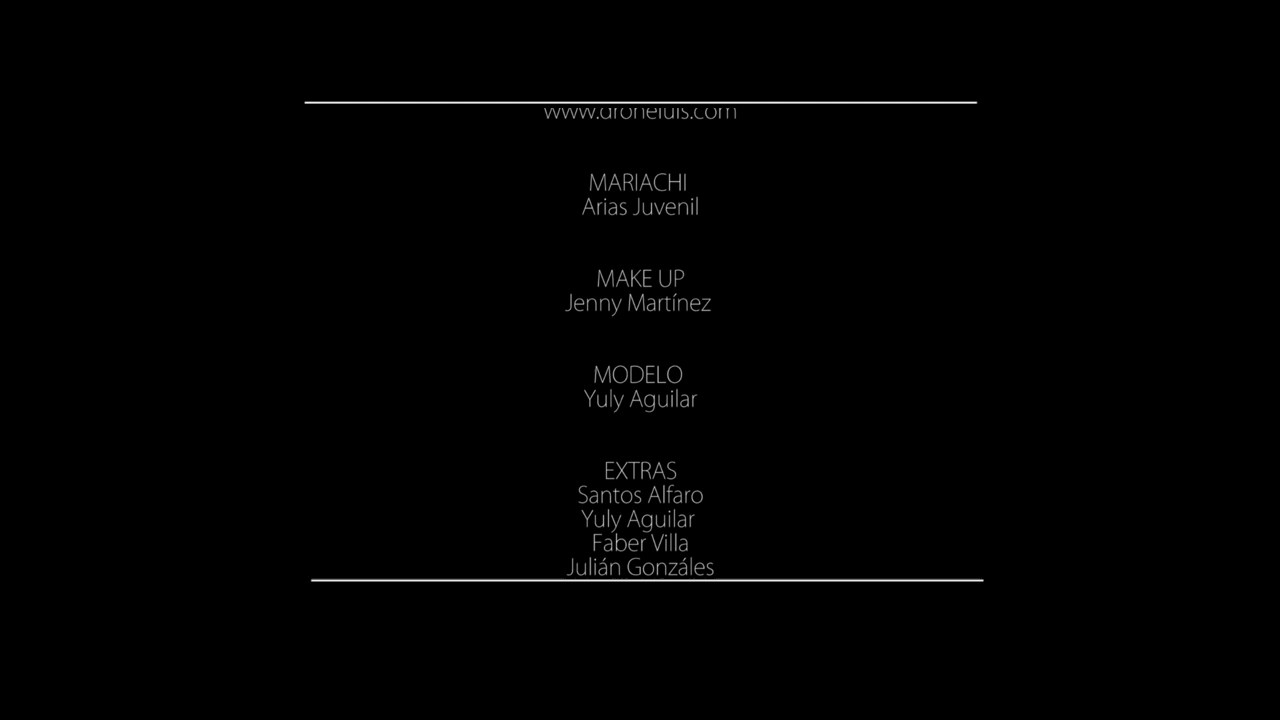 www.droneluis.com
MARIACHI
Arias Juvenil
MAKE UP
Jenny Martínez
MODELO
Yuly Aguilar
EXTRAS
Santos Alfaro
Yuly Aguilar
Faber Villa
Julián Gonzáles